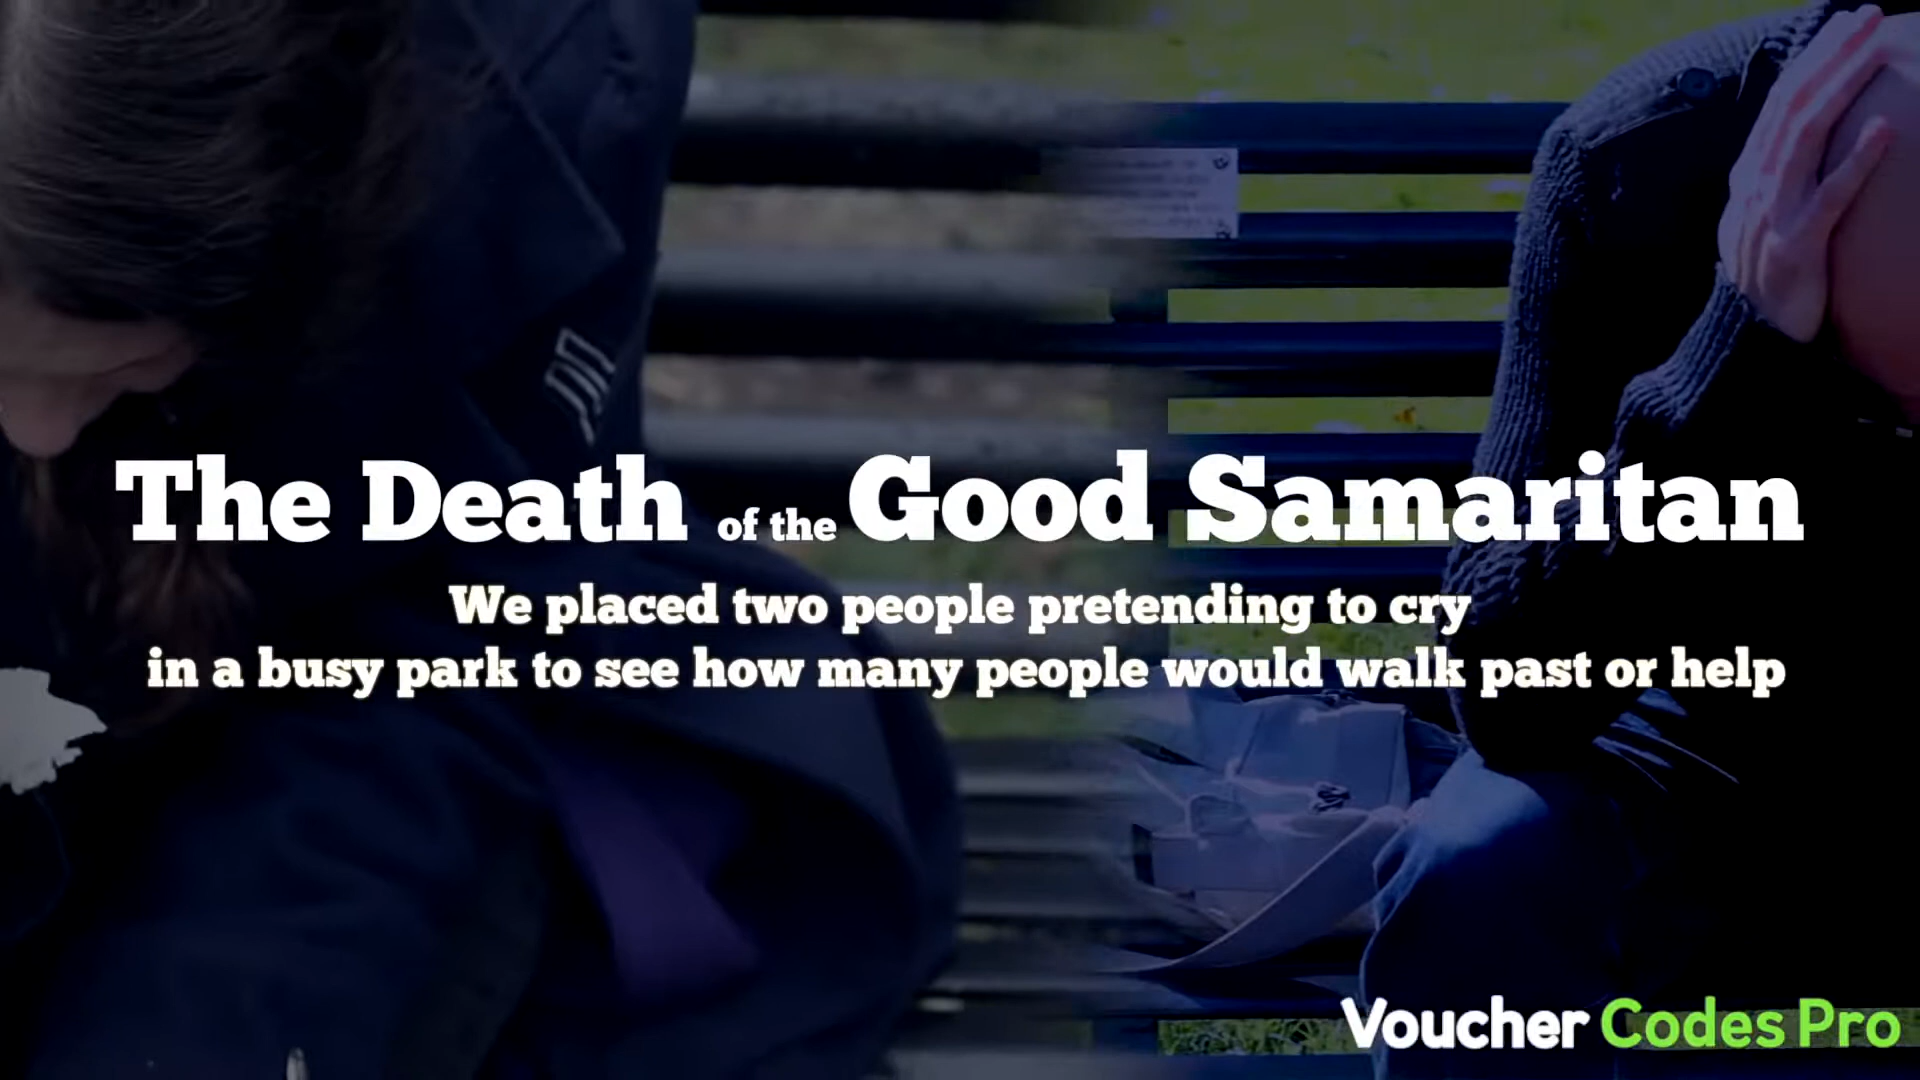 The Death of the Good Samaritan
We placed two people pretending to cry
in a busy park to see how many people would walk past or help
Voucher Codes Pro